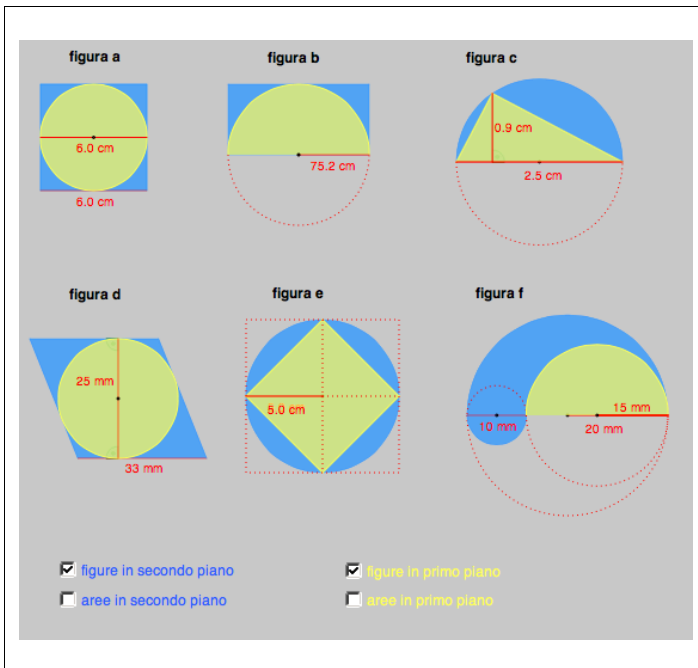 figura a
figura b
figura c
6.0 cm
6.0 cm
75.2 cm
0.9 cm
2.5 cm
figura d
figura e
figura f
25 mm
33 mm
5.0 cm
15 mm
10 mm
20 mm
figure in secondo piano
figure in primo piano
aree in secondo piano
aree in primo piano